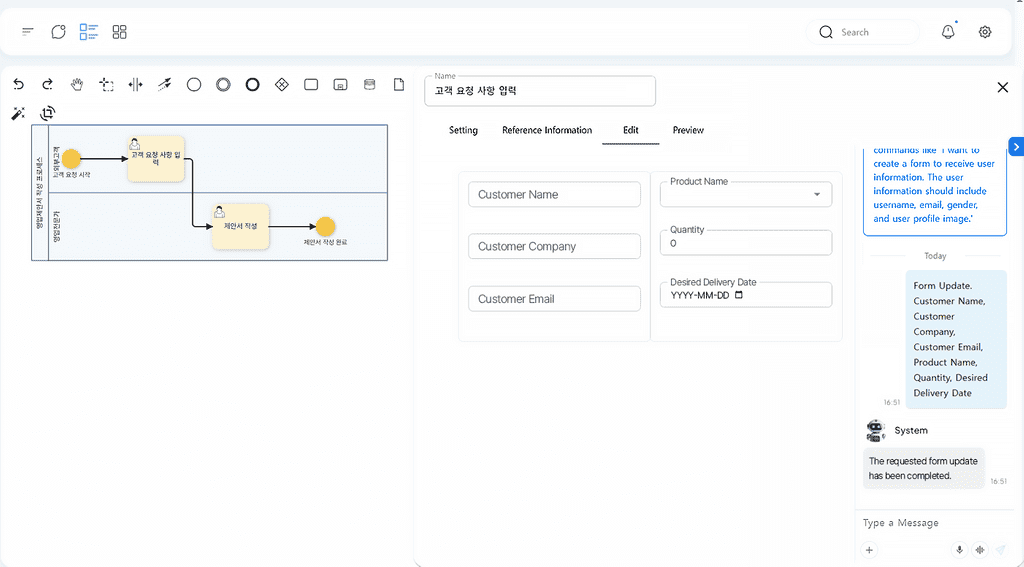 Search
영업제안서 작성 프로세스
외부고객
고객 요청 시작
고객 요청 사항 입
력
영업전문가
제안서 작성
제안서 작성 완료
Name
고객 요청 사항 입력
Setting
Reference Information
Edit
Preview
Customer Name
Customer Company
Customer Email
Product Name
Quantity
0
Desired Delivery Date
YYYY-MM-DD
commands like 'I want to
create a form to receive user
information. The user
information should include
username, email, gender,
and user profile image.'
Today
Form Update.
Customer Name,
Customer
Company,
Customer Email,
Product Name,
Quantity, Desired
Delivery Date
16:51
System
The requested form update
has been completed.
16:51
Type a Message